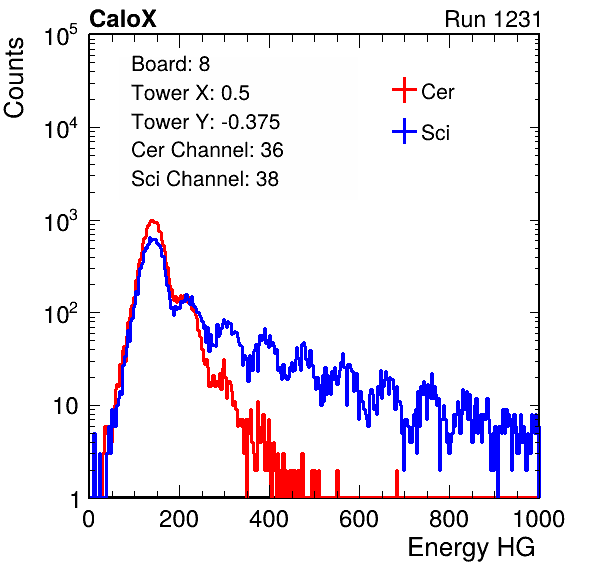 CaloX Run 1231
Counts
Board: 8
Tower X: 0.5
Tower Y: -0.375
Cer Channel: 36
Sci Channel: 38
Cer
Sci
10^5
10^4
10^3
10^2
10
1
0 200 400 600 800 1000
Energy HG